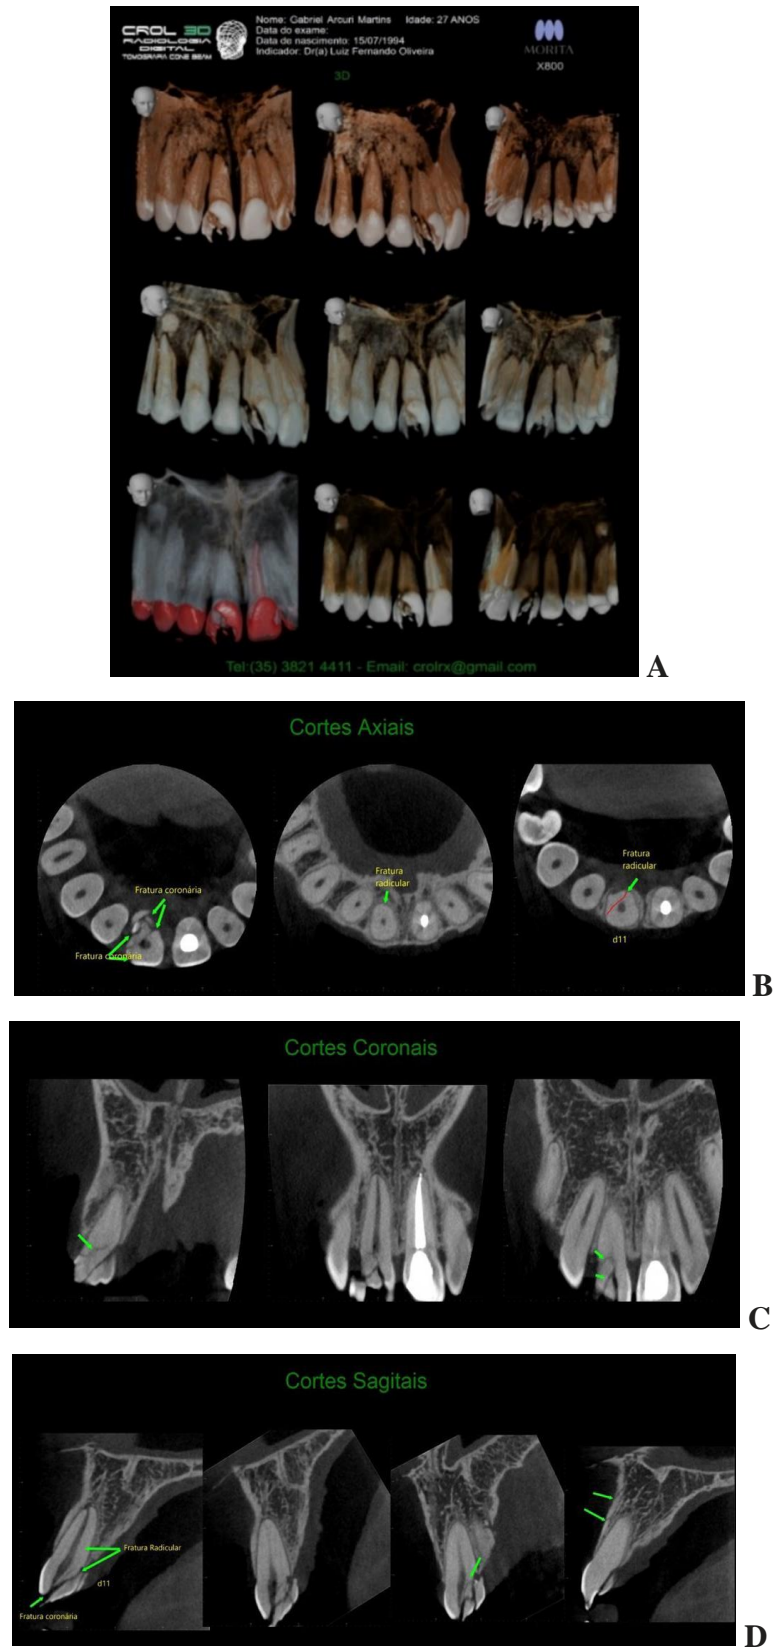 CROL 3D
RADIOLOGIA
DIGITAL
TOMOGRAFIA CONE BEAM
Nome: Gabriel Arcuri Martins Idade: 27 ANOS
Data do exame:
Data de nascimento: 15/07/1994
Indicador: Dr(a) Luiz Fernando Oliveira
MORITA
X800
3D
Tel:(35) 3821 4411 - Email: crolrx@gmail.com
A
Cortes Axiais
Fratura coronária
Fratura coronária
Fratura
radicular
Fratura
radicular
d11
B
Cortes Coronais
C
Cortes Sagitais
Fratura Radicular
d11
Fratura coronária
D